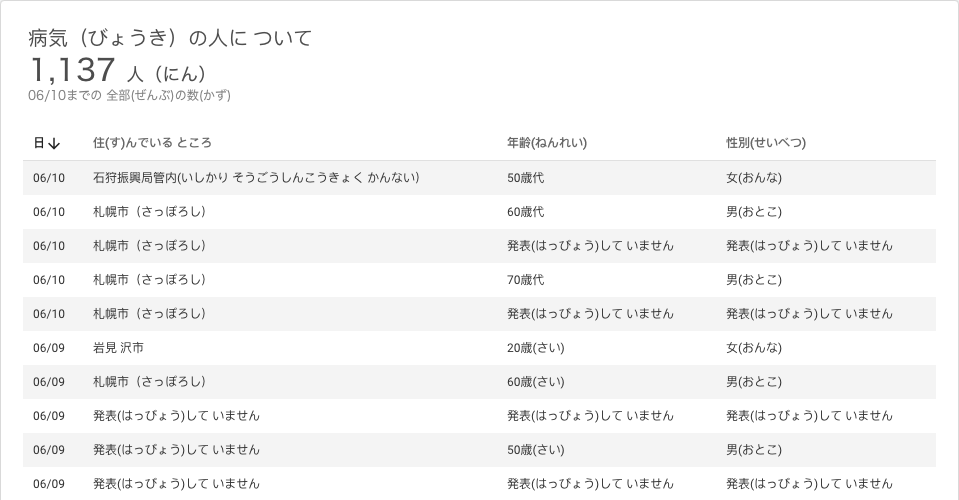 病気（びょうき）の人に ついて
1,137 人（にん）
06/10までの 全部(ぜんぶ)の数(かず)
日↓ 住(す)んでいる ところ 年齢(ねんれい) 性別(せいべつ)
06/10 石狩振興局管内(いしかり そうごうしんこうきょく かんない） 50歳代 女(おんな)
06/10 札幌市（さっぽろし） 60歳代 男(おとこ)
06/10 札幌市（さっぽろし） 発表(はっぴょう)して いません 発表(はっぴょう)して いません
06/10 札幌市（さっぽろし） 70歳代 男(おとこ)
06/10 札幌市（さっぽろし） 発表(はっぴょう)して いません 発表(はっぴょう)して いません
06/09 岩見 沢市 20歳(さい) 女(おんな)
06/09 札幌市（さっぽろし） 60歳(さい) 男(おとこ)
06/09 発表(はっぴょう)して いません 発表(はっぴょう)して いません 発表(はっぴょう)して いません
06/09 発表(はっぴょう)して いません 50歳(さい) 男(おとこ)
06/09 発表(はっぴょう)して いません 発表(はっぴょう)して いません 発表(はっぴょう)して いません